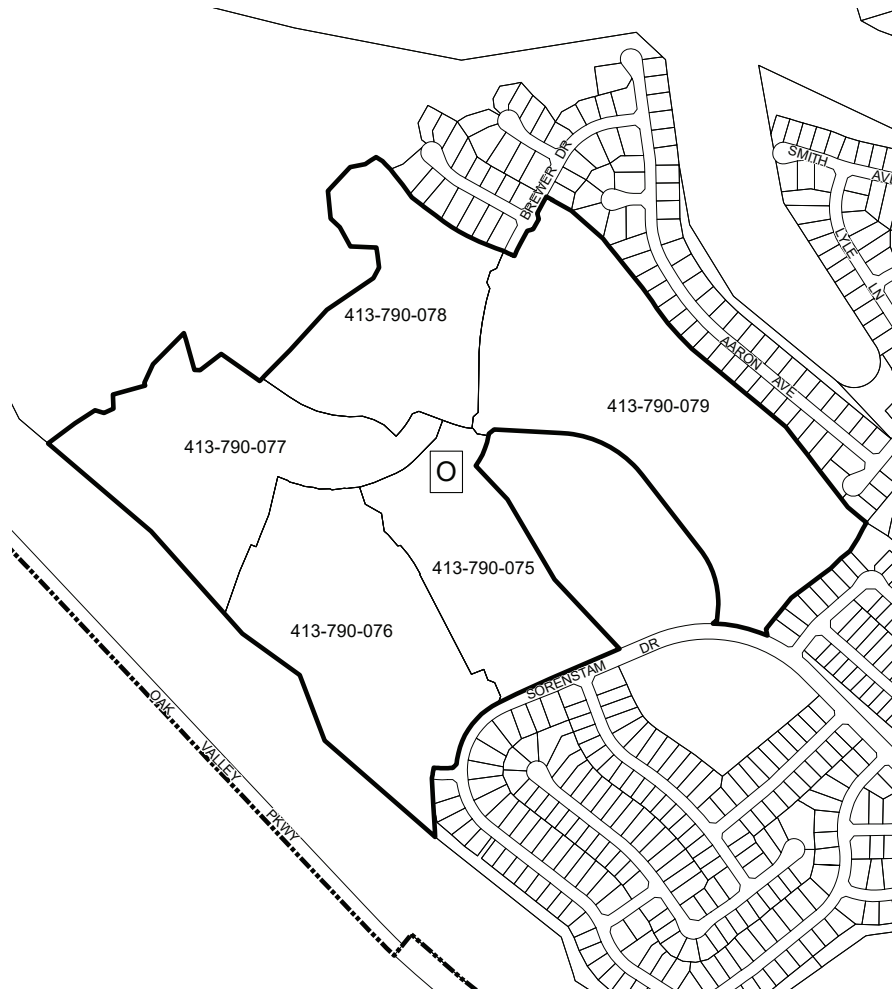 SMITH
AVE
BREWER DR
LYLE
LN
413-790-078
AARON AVE
413-790-079
413-790-077
O
413-790-075
413-790-076
SORENSTAM DR
OAK
VALLEY
PKWY